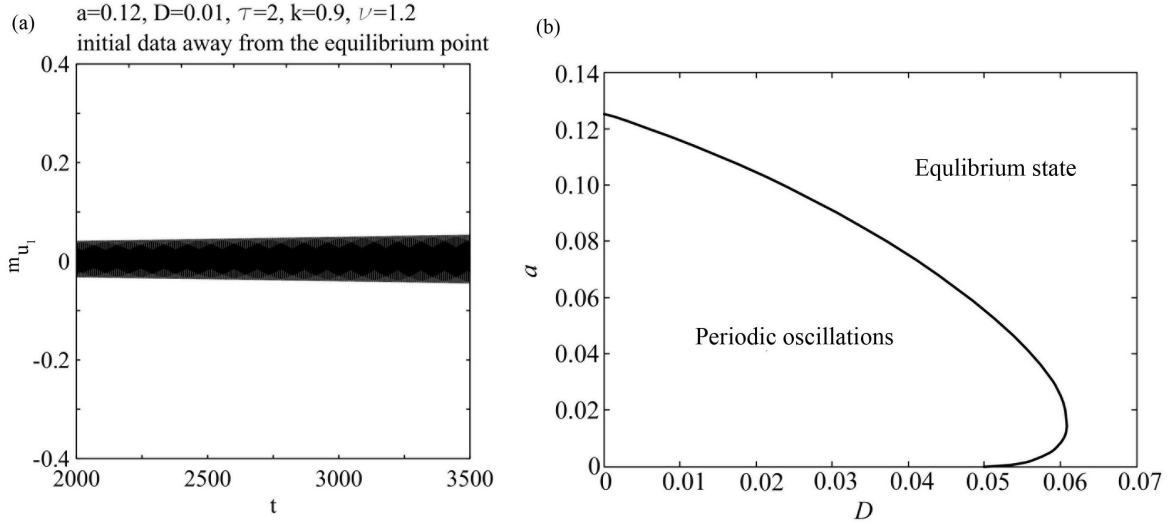 (a)
a=0.12, D=0.01, τ=2, k=0.9, ν=1.2
initial data away from the equilibrium point
0.4
0.2
0
-0.2
-0.4
m_{u_1}
2000
2500
3000
3500
t
(b)
0.14
0.12
0.10
0.08
0.06
0.04
0.02
0
a
Equlibrium state
Periodic oscillations
0
0.01
0.02
0.03
0.04
0.05
0.06
0.07
D